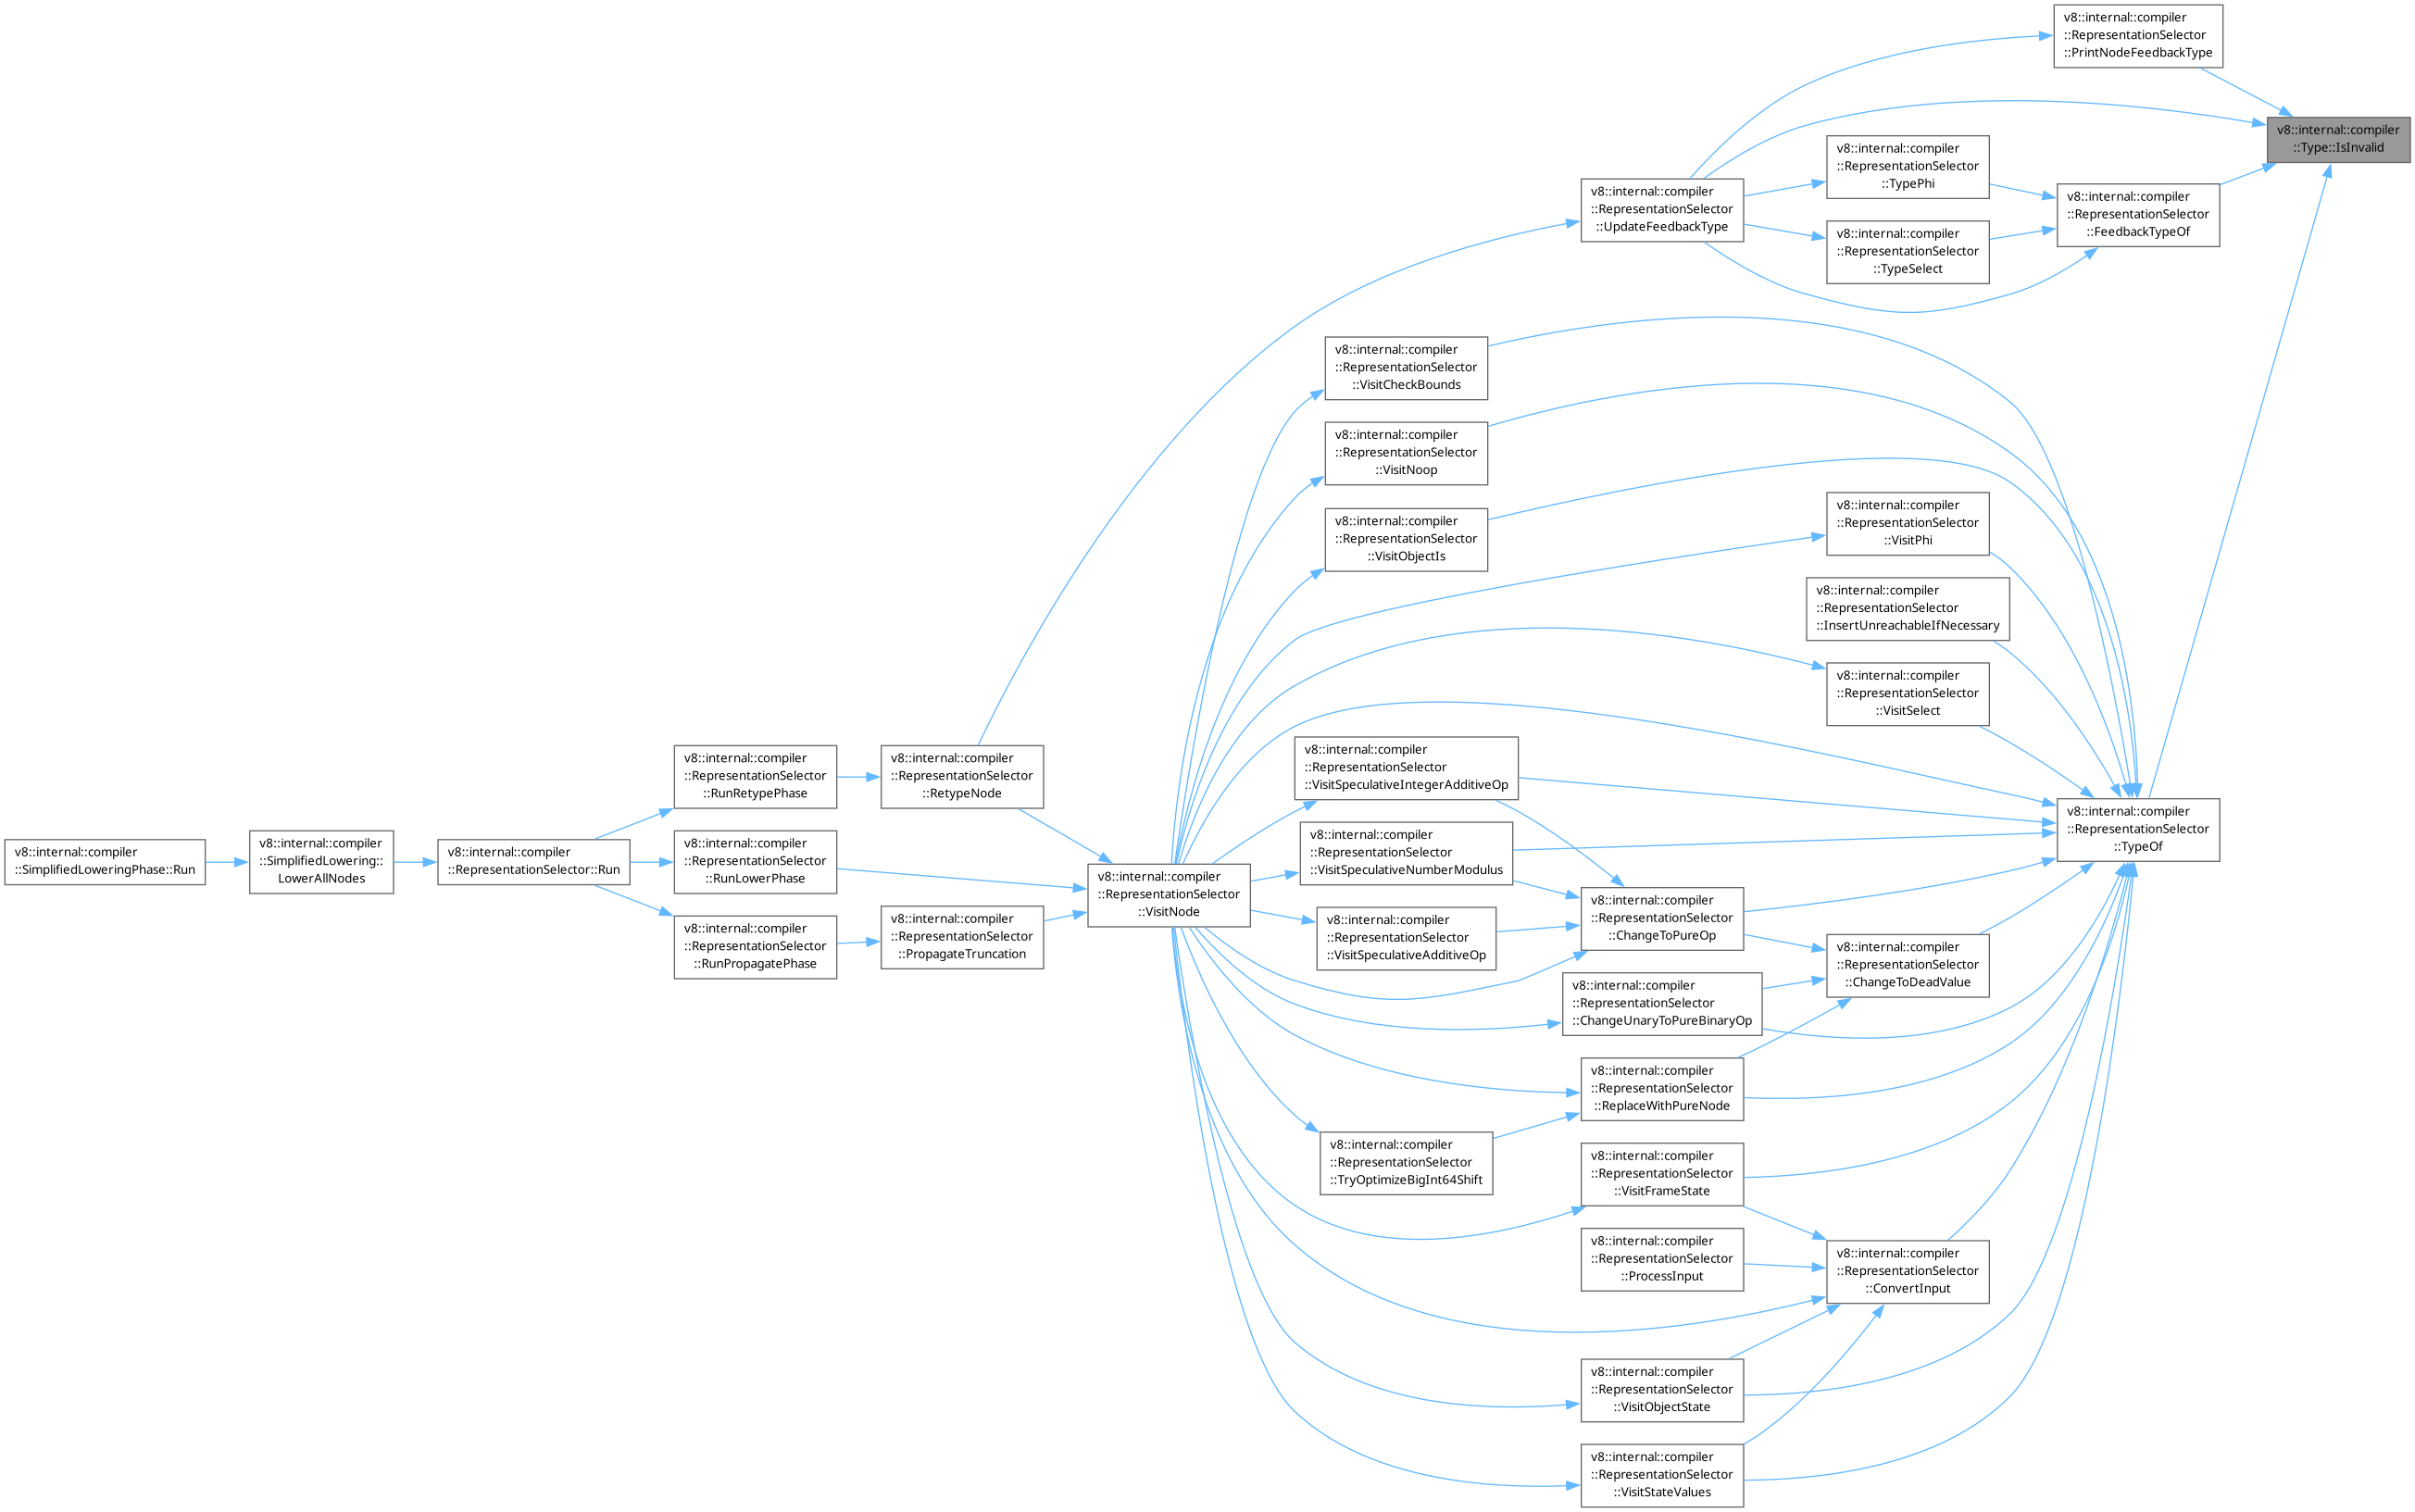 v8::internal::compiler
::RepresentationSelector
::PrintNodeFeedbackType
v8::internal::compiler
::Type::IsInvalid
v8::internal::compiler
::RepresentationSelector
::TypePhi
v8::internal::compiler
::RepresentationSelector
::UpdateFeedbackType
v8::internal::compiler
::RepresentationSelector
::FeedbackTypeOf
v8::internal::compiler
::RepresentationSelector
::TypeSelect
v8::internal::compiler
::RepresentationSelector
::VisitCheckBounds
v8::internal::compiler
::RepresentationSelector
::VisitNoop
v8::internal::compiler
::RepresentationSelector
::VisitObjectIs
v8::internal::compiler
::RepresentationSelector
::VisitPhi
v8::internal::compiler
::RepresentationSelector
::InsertUnreachableIfNecessary
v8::internal::compiler
::RepresentationSelector
::VisitSelect
v8::internal::compiler
::RepresentationSelector
::RunRetypePhase
v8::internal::compiler
::RepresentationSelector
::RetypeNode
v8::internal::compiler
::RepresentationSelector
::VisitSpeculativeIntegerAdditiveOp
v8::internal::compiler
::RepresentationSelector
::TypeOf
v8::internal::compiler
::SimplifiedLoweringPhase::Run
v8::internal::compiler
::SimplifiedLowering::
LowerAllNodes
v8::internal::compiler
::RepresentationSelector::Run
v8::internal::compiler
::RepresentationSelector
::RunLowerPhase
v8::internal::compiler
::RepresentationSelector
::VisitNode
v8::internal::compiler
::RepresentationSelector
::VisitSpeculativeNumberModulus
v8::internal::compiler
::RepresentationSelector
::RunPropagatePhase
v8::internal::compiler
::RepresentationSelector
::PropagateTruncation
v8::internal::compiler
::RepresentationSelector
::VisitSpeculativeAdditiveOp
v8::internal::compiler
::RepresentationSelector
::ChangeToPureOp
v8::internal::compiler
::RepresentationSelector
::ChangeToDeadValue
v8::internal::compiler
::RepresentationSelector
::ChangeUnaryToPureBinaryOp
v8::internal::compiler
::RepresentationSelector
::ReplaceWithPureNode
v8::internal::compiler
::RepresentationSelector
::TryOptimizeBigInt64Shift
v8::internal::compiler
::RepresentationSelector
::VisitFrameState
v8::internal::compiler
::RepresentationSelector
::ProcessInput
v8::internal::compiler
::RepresentationSelector
::ConvertInput
v8::internal::compiler
::RepresentationSelector
::VisitObjectState
v8::internal::compiler
::RepresentationSelector
::VisitStateValues